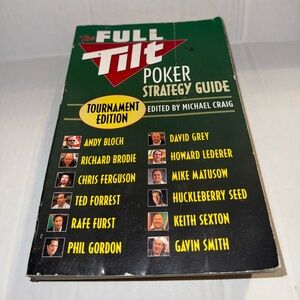 The FULL
Tilt
POKER
STRATEGY GUIDE
TOURNAMENT
EDITION
EDITED BY MICHAEL CRAIG
ANDY BLOCH
RICHARD BRODIE
CHRIS FERGUSON
TED FORREST
RAFE FURST
PHIL GORDON
DAVID GREY
HOWARD LEDERER
MIKE MATUSOW
HUCKLEBERRY SEED
KEITH SEXTON
GAVIN SMITH